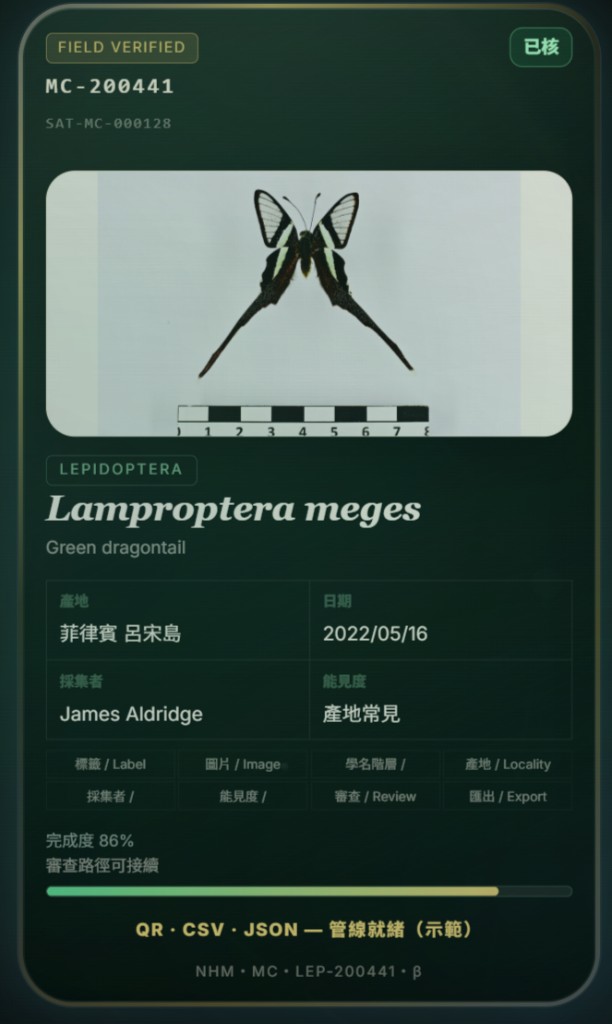 FIELD VERIFIED
已核
MC-200441
SAT-MC-000128
1 2 3 4 5 6 7 8
LEPIDOPTERA
Lamproptera meges
Green dragontail
產地
日期
菲律賓 呂宋島
2022/05/16
採集者
能見度
James Aldridge
產地常見
標籤 / Label
圖片 / Image
學名階層 /
產地 / Locality
採集者 /
能見度 /
審查 / Review
匯出 / Export
完成度 86%
審查路徑可接續
QR · CSV · JSON — 管線就緒（示範）
NHM • MC • LEP-200441 • β